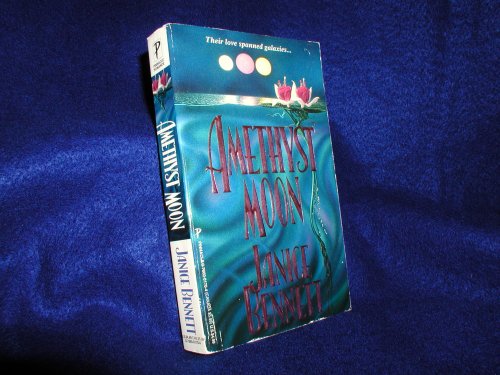 Their love spanned galaxies...
AMETHYST
MOON
JANICE
BENNETT
P
AMETHYST MOON
JANICE BENNETT